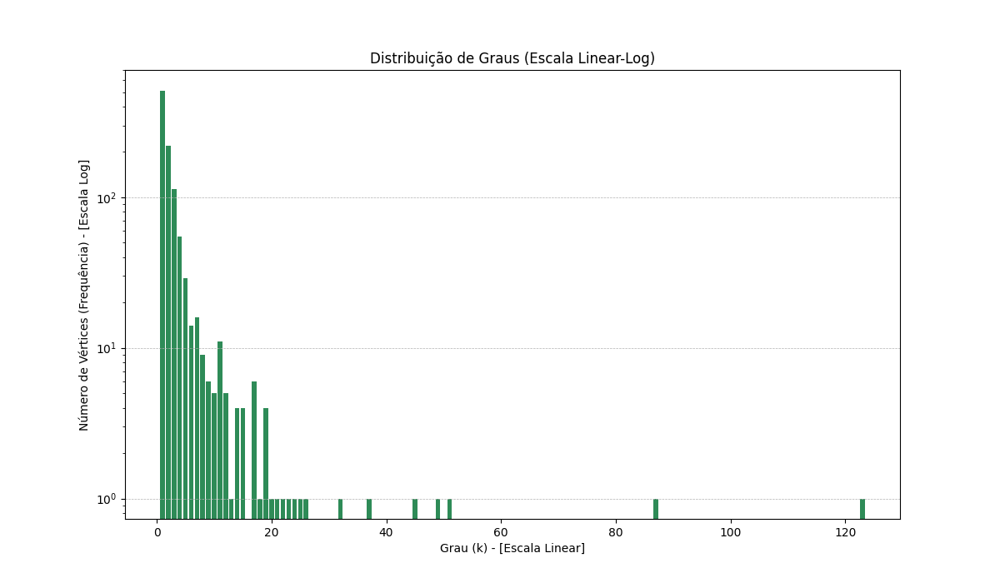 Distribuição de Graus (Escala Linear-Log)
Número de Vértices (Frequência) - [Escala Log]
10²
10¹
10⁰
0 20 40 60 80 100 120
Grau (k) - [Escala Linear]